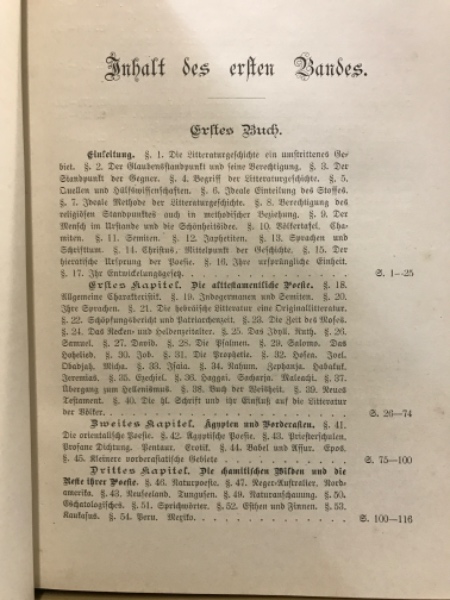 Inhalt des ersten Bandes.
Erstes Buch.
Einleitung. §. 1. Die Litteraturgeschichte ein umstrittenes Ge-
biet. §. 2. Der Glaubensstandpunkt und seine Berechtigung. §. 3. Der
Standpunkt der Gegner. §. 4. Begriff der Litteraturgeschichte. §. 5.
Quellen und Hülfswissenschaften. §. 6. Ideale Einteilung des Stoffes.
§. 7. Ideale Methode der Litteraturgeschichte. §. 8. Berechtigung des
religiösen Standpunktes auch in methodischer Beziehung. §. 9. Der
Mensch im Urstande und die Schönheitsidee. §. 10. Völkertafel. Cha-
miten. §. 11. Semiten. §. 12. Japhetiten. §. 13. Sprachen und
Schrifttum. §. 14. Christus, Mittelpunkt der Geschichte. §. 15. Der
hieratische Ursprung der Poesie. §. 16. Ihre ursprüngliche Einheit.
§. 17. Ihr Entwickelungsgesetz. S. 1—25
Erstes Kapitel. Die alttestamentliche Poesie. §. 18.
Allgemeine Charakteristik. §. 19. Indogermanen und Semiten. §. 20.
Ihre Sprachen. §. 21. Die hebräische Litteratur eine Originallitteratur.
§. 22. Schöpfungsbericht und Patriarchenzeit. §. 23. Die Zeit des Moses.
§. 24. Das Recken- und Heldenzeitalter. §. 25. Das Idyll. Ruth. §. 26.
Samuel. §. 27. David. §. 28. Die Psalmen. §. 29. Salomo. Das
Hohelied. §. 30. Job. §. 31. Die Prophetie. §. 32. Hosea. Joel.
Obadjah. Micha. §. 33. Isaia. §. 34. Nahum. Zephanja. Habakuk.
Jeremias. §. 35. Ezechiel. §. 36. Haggai. Sacharja. Maleachi. §. 37.
Übergang zum Hellenismus. §. 38. Buch der Weisheit. §. 39. Neues
Testament. §. 40. Die hl. Schrift und ihr Einfluß auf die Litteratur
der Völker. S. 26—74
Zweites Kapitel. Ägypten und Vorderasien. §. 41.
Die orientalische Poesie. §. 42. Ägyptische Poesie. §. 43. Priesterschulen.
Profane Dichtung. Pentaur. Erotik. §. 44. Babel und Assur. Epos.
§. 45. Kleinere vorderasiatische Gebiete S. 75—100
Drittes Kapitel. Die chamitischen Wilden und die
Reste ihrer Poesie. §. 46. Naturpoesie. §. 47. Neger-Australier. Nord-
amerika. §. 48. Neuseeland. Tungusen. §. 49. Naturanschauung. §. 50.
Eschatologisches. §. 51. Sprichwörter. §. 52. Esthen und Finnen. §. 53.
Kaukasus. §. 54. Peru. Mexiko. S. 100—116